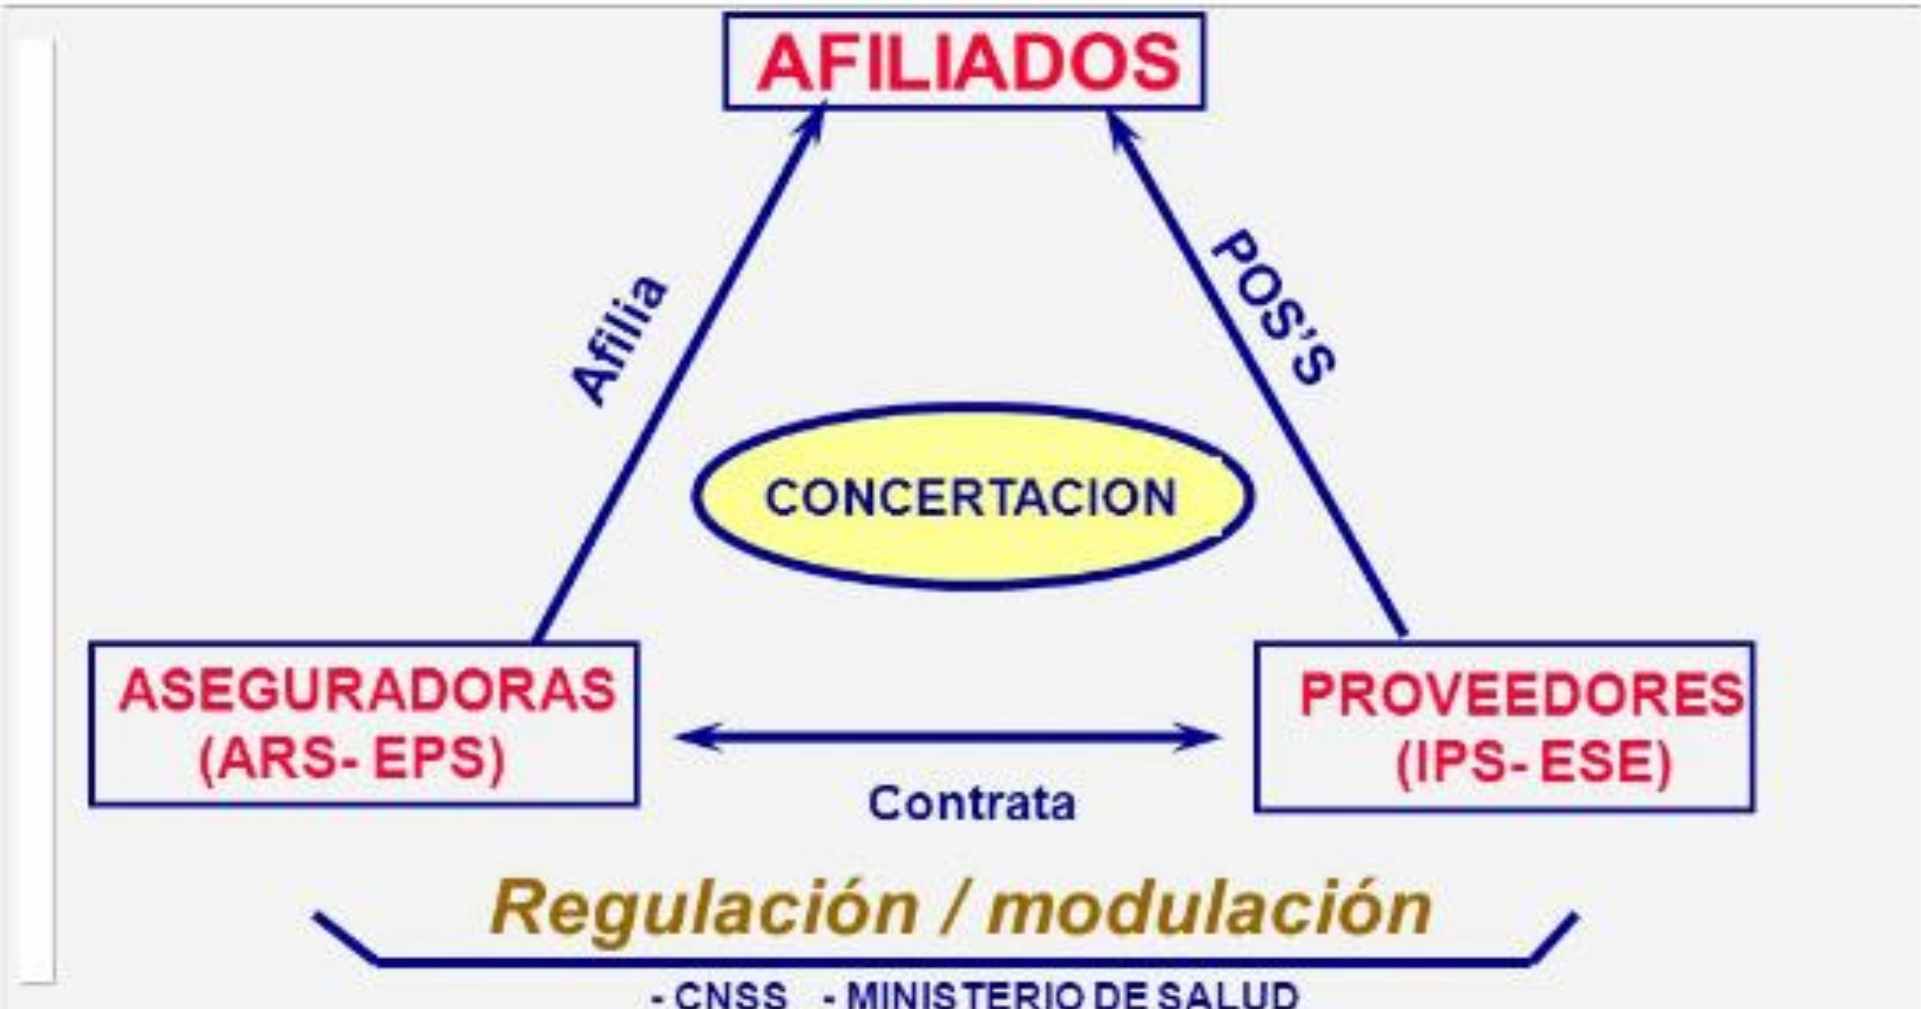 AFILIADOS
Afilia
POS'S
CONCERTACION
ASEGURADORAS
(ARS- EPS)
PROVEEDORES
(IPS- ESE)
Contrata
Regulación / modulación
- CNSS - MINISTERIO DE SALUD